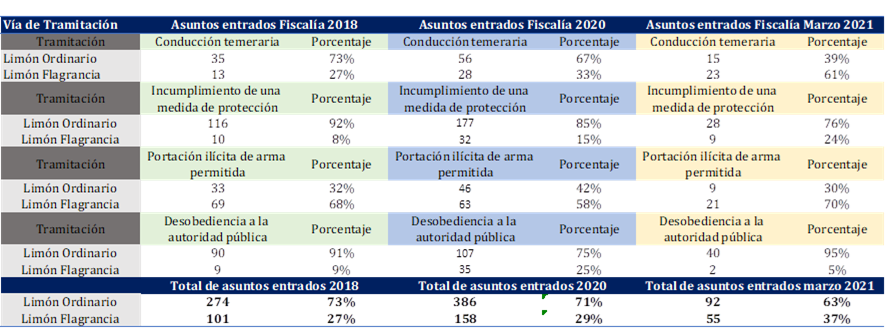 Vía de Tramitación Asuntos entrados Fiscalía 2018 Asuntos entrados Fiscalía 2020 Asuntos entrados Fiscalía Marzo 2021
Tramitación Conducción temeraria Porcentaje Conducción temeraria Porcentaje Conducción temeraria Porcentaje
Limón Ordinario 35 73% 56 67% 15 39%
Limón Flagrancia 13 27% 28 33% 23 61%
Tramitación Incumplimiento de una medida de protección Porcentaje Incumplimiento de una medida de protección Porcentaje Incumplimiento de una medida de protección Porcentaje
Limón Ordinario 116 92% 177 85% 28 76%
Limón Flagrancia 10 8% 32 15% 9 24%
Tramitación Portación ilícita de arma permitida Porcentaje Portación ilícita de arma permitida Porcentaje Portación ilícita de arma permitida Porcentaje
Limón Ordinario 33 32% 46 42% 9 30%
Limón Flagrancia 69 68% 63 58% 21 70%
Tramitación Desobediencia a la autoridad pública Porcentaje Desobediencia a la autoridad pública Porcentaje Desobediencia a la autoridad pública Porcentaje
Limón Ordinario 90 91% 107 75% 40 95%
Limón Flagrancia 9 9% 35 25% 2 5%
Total de asuntos entrados 2018 Total de asuntos entrados 2020 Total de asuntos entrados marzo 2021
Limón Ordinario 274 73% 386 71% 92 63%
Limón Flagrancia 101 27% 158 29% 55 37%